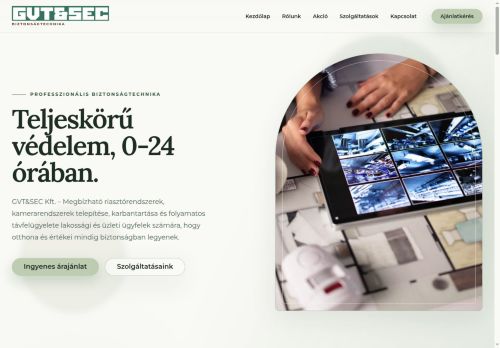 GVT&SEC
BIZTONSÁGTECHNIKA
Kezdőlap Rólunk Akció Szolgáltatások Kapcsolat Ajánlatkérés
PROFESSZIONÁLIS BIZTONSÁGTECHNIKA
Teljeskörű
védelem, 0-24
órában.
GVT&SEC Kft. – Megbízható riasztórendszerek,
kamerarendszerek telepítése, karbantartása és folyamatos
távfelügyelete lakossági és üzleti ügyfelek számára, hogy
otthona és értékei mindig biztonságban legyenek.
Ingyenes árajánlat Szolgáltatásaink